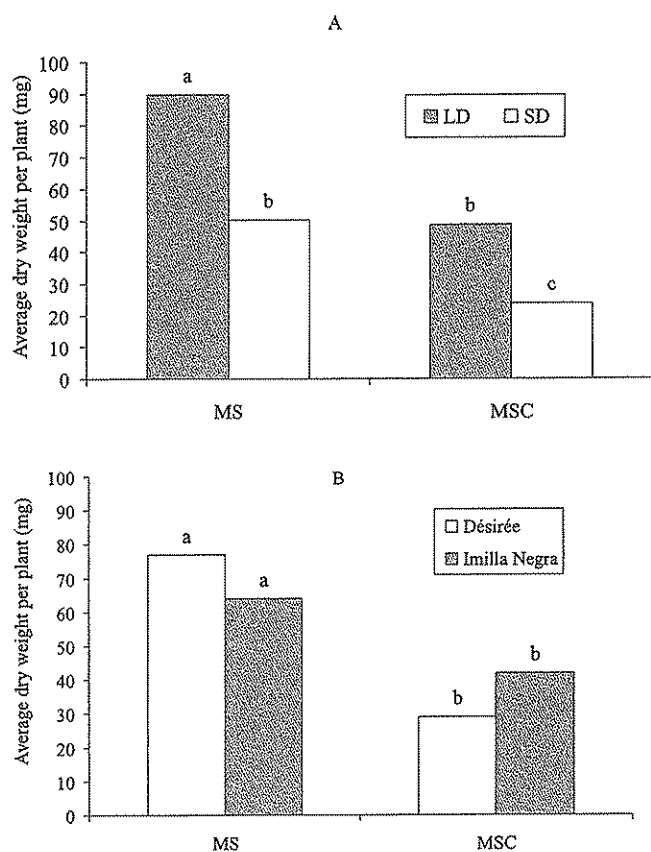 A
Average dry weight per plant (mg)
100
90
80
70
60
50
40
30
20
10
0
a
b
b
c
LD SD
MS MSC
B
Average dry weight per plant (mg)
100
90
80
70
60
50
40
30
20
10
0
a
a
b
b
Désirée
Imilla Negra
MS MSC